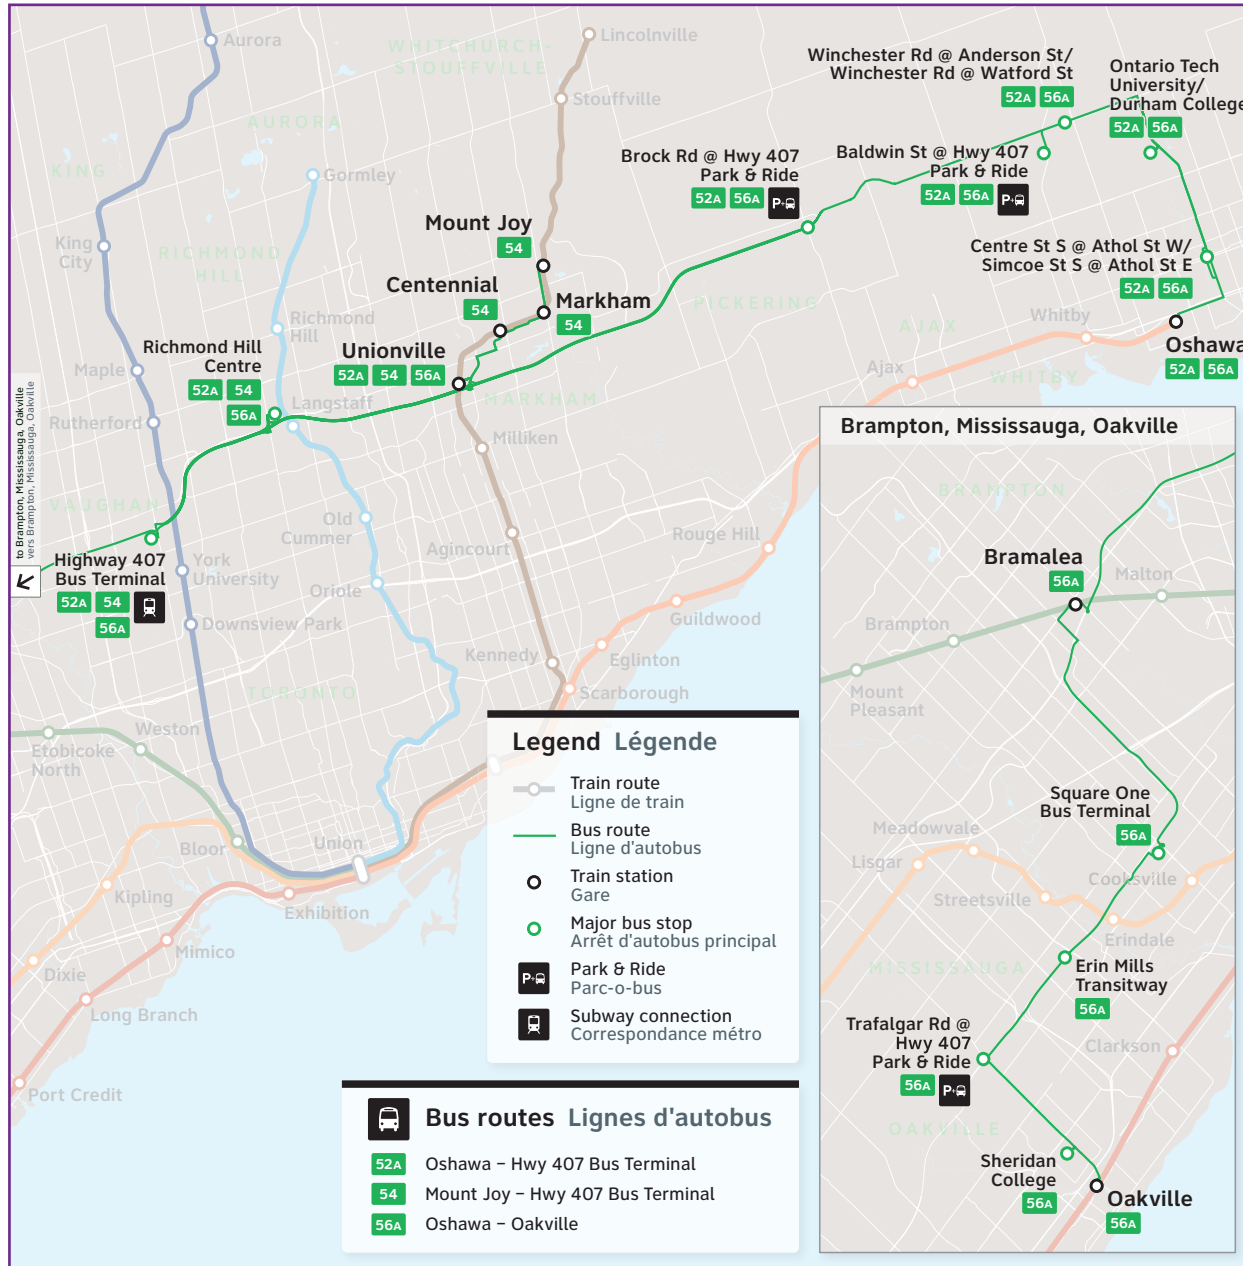 Aurora
WHITCHURCH-
STOUFFVILLE
Lincolnville
Stouffville
AURORA
KING
Gormley
King
City
RICHMOND
HILL
Richmond
Hill
Maple
Rutherford
Langstaff
VAUGHAN
Mount Joy
54
Centennial
54
Markham
54
Unionville
52A 54 56A
Richmond Hill
Centre
52A 54
56A
MARKHAM
Milliken
Brock Rd @ Hwy 407
Park & Ride
52A 56A P+
PICKERING
Winchester Rd @ Anderson St/
Winchester Rd @ Watford St
52A 56A
Baldwin St @ Hwy 407
Park & Ride
52A 56A P+
Ontario Tech
University/
Durham College
52A 56A
Centre St S @ Athol St W/
Simcoe St S @ Athol St E
52A 56A
Whitby
AJAX
Ajax
WHITBY
Oshawa
52A 56A
to Brampton, Mississauga, Oakville
vers Brampton, Mississauga, Oakville
Highway 407
Bus Terminal
52A 54
56A
York
University
Downsview Park
Old
Cummer
Oriole
Agincourt
Rouge Hill
Guildwood
Kennedy
Eglinton
Scarborough
TORONTO
Weston
Etobicoke
North
Bloor
Union
Kipling
Exhibition
Mimico
Dixie
Long Branch
Port Credit
Legend Légende
Train route
Ligne de train
Bus route
Ligne d'autobus
Train station
Gare
Major bus stop
Arrêt d'autobus principal
P+
Park & Ride
Parc-o-bus
Subway connection
Correspondance métro
Bus routes Lignes d'autobus
52A Oshawa – Hwy 407 Bus Terminal
54 Mount Joy – Hwy 407 Bus Terminal
56A Oshawa – Oakville
Brampton, Mississauga, Oakville
BRAMPTON
Bramalea
56A
Malton
Brampton
Mount
Pleasant
Square One
Bus Terminal
56A
Meadowvale
Lisgar
Streetsville
Cooksville
Erindale
MISSISSAUGA
Erin Mills
Transitway
56A
Trafalgar Rd @
Hwy 407
Park & Ride
56A P+
Clarkson
OAKVILLE
Sheridan
College
56A
Oakville
56A